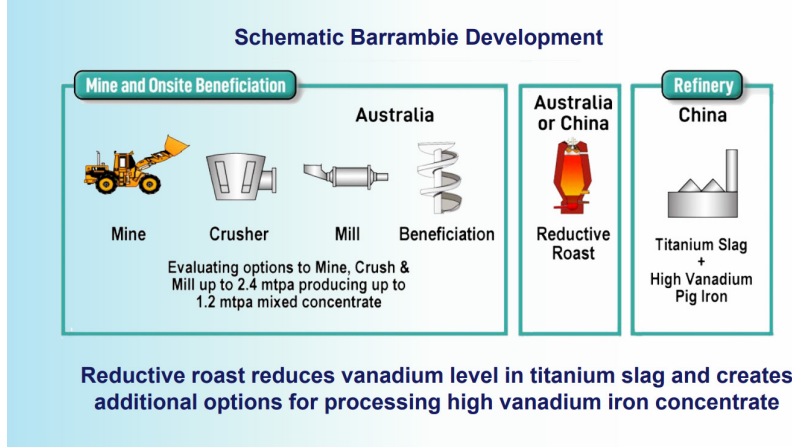 Schematic Barrambie Development
Mine and Onsite Beneficiation
Australia
Mine
Crusher
Mill
Beneficiation
Evaluating options to Mine, Crush &
Mill up to 2.4 mtpa producing up to
1.2 mtpa mixed concentrate
Australia
or China
Reductive
Roast
Refinery
China
Titanium Slag
+
High Vanadium
Pig Iron
Reductive roast reduces vanadium level in titanium slag and creates
additional options for processing high vanadium iron concentrate